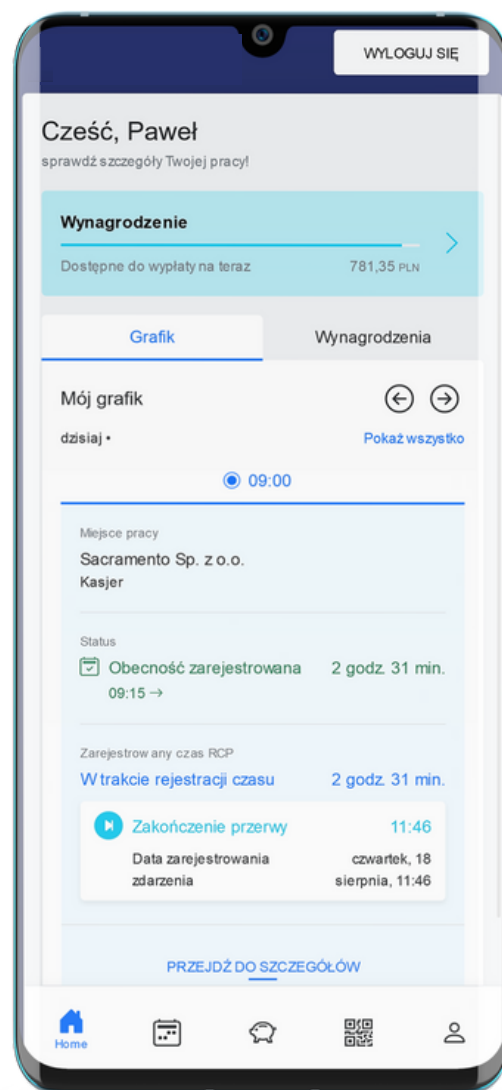 WYLOGUJ SIĘ
Cześć, Paweł
sprawdź szczegóły Twojej pracy!
Wynagrodzenie
Dostępne do wypłaty na teraz 781,35 PLN
Grafik Wynagrodzenia
Mój grafik
dzisiaj • Pokaż wszystko
09:00
Miejsce pracy
Sacramento Sp. z o.o.
Kasjer
Status
Obecność zarejestrowana 2 godz. 31 min.
09:15 →
Zarejestrowany czas RCP
W trakcie rejestracji czasu 2 godz. 31 min.
Zakończenie przerwy 11:46
Data zarejestrowania czwartek, 18
zdarzenia sierpnia, 11:46
PRZEJDŹ DO SZCZEGÓŁÓW
Home